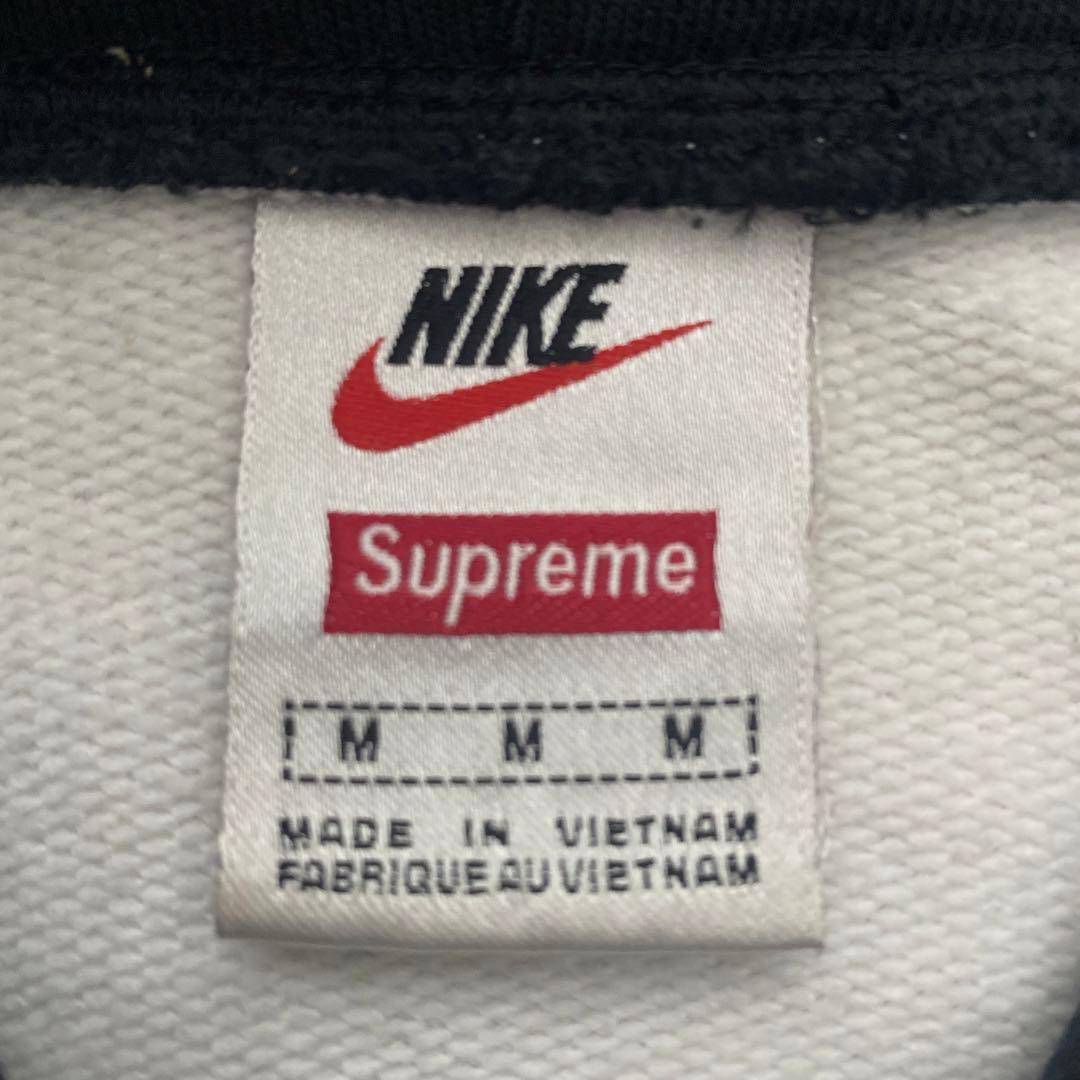 NIKE
Supreme
M M M
MADE IN VIETNAM
FABRIQUE AU VIETNAM